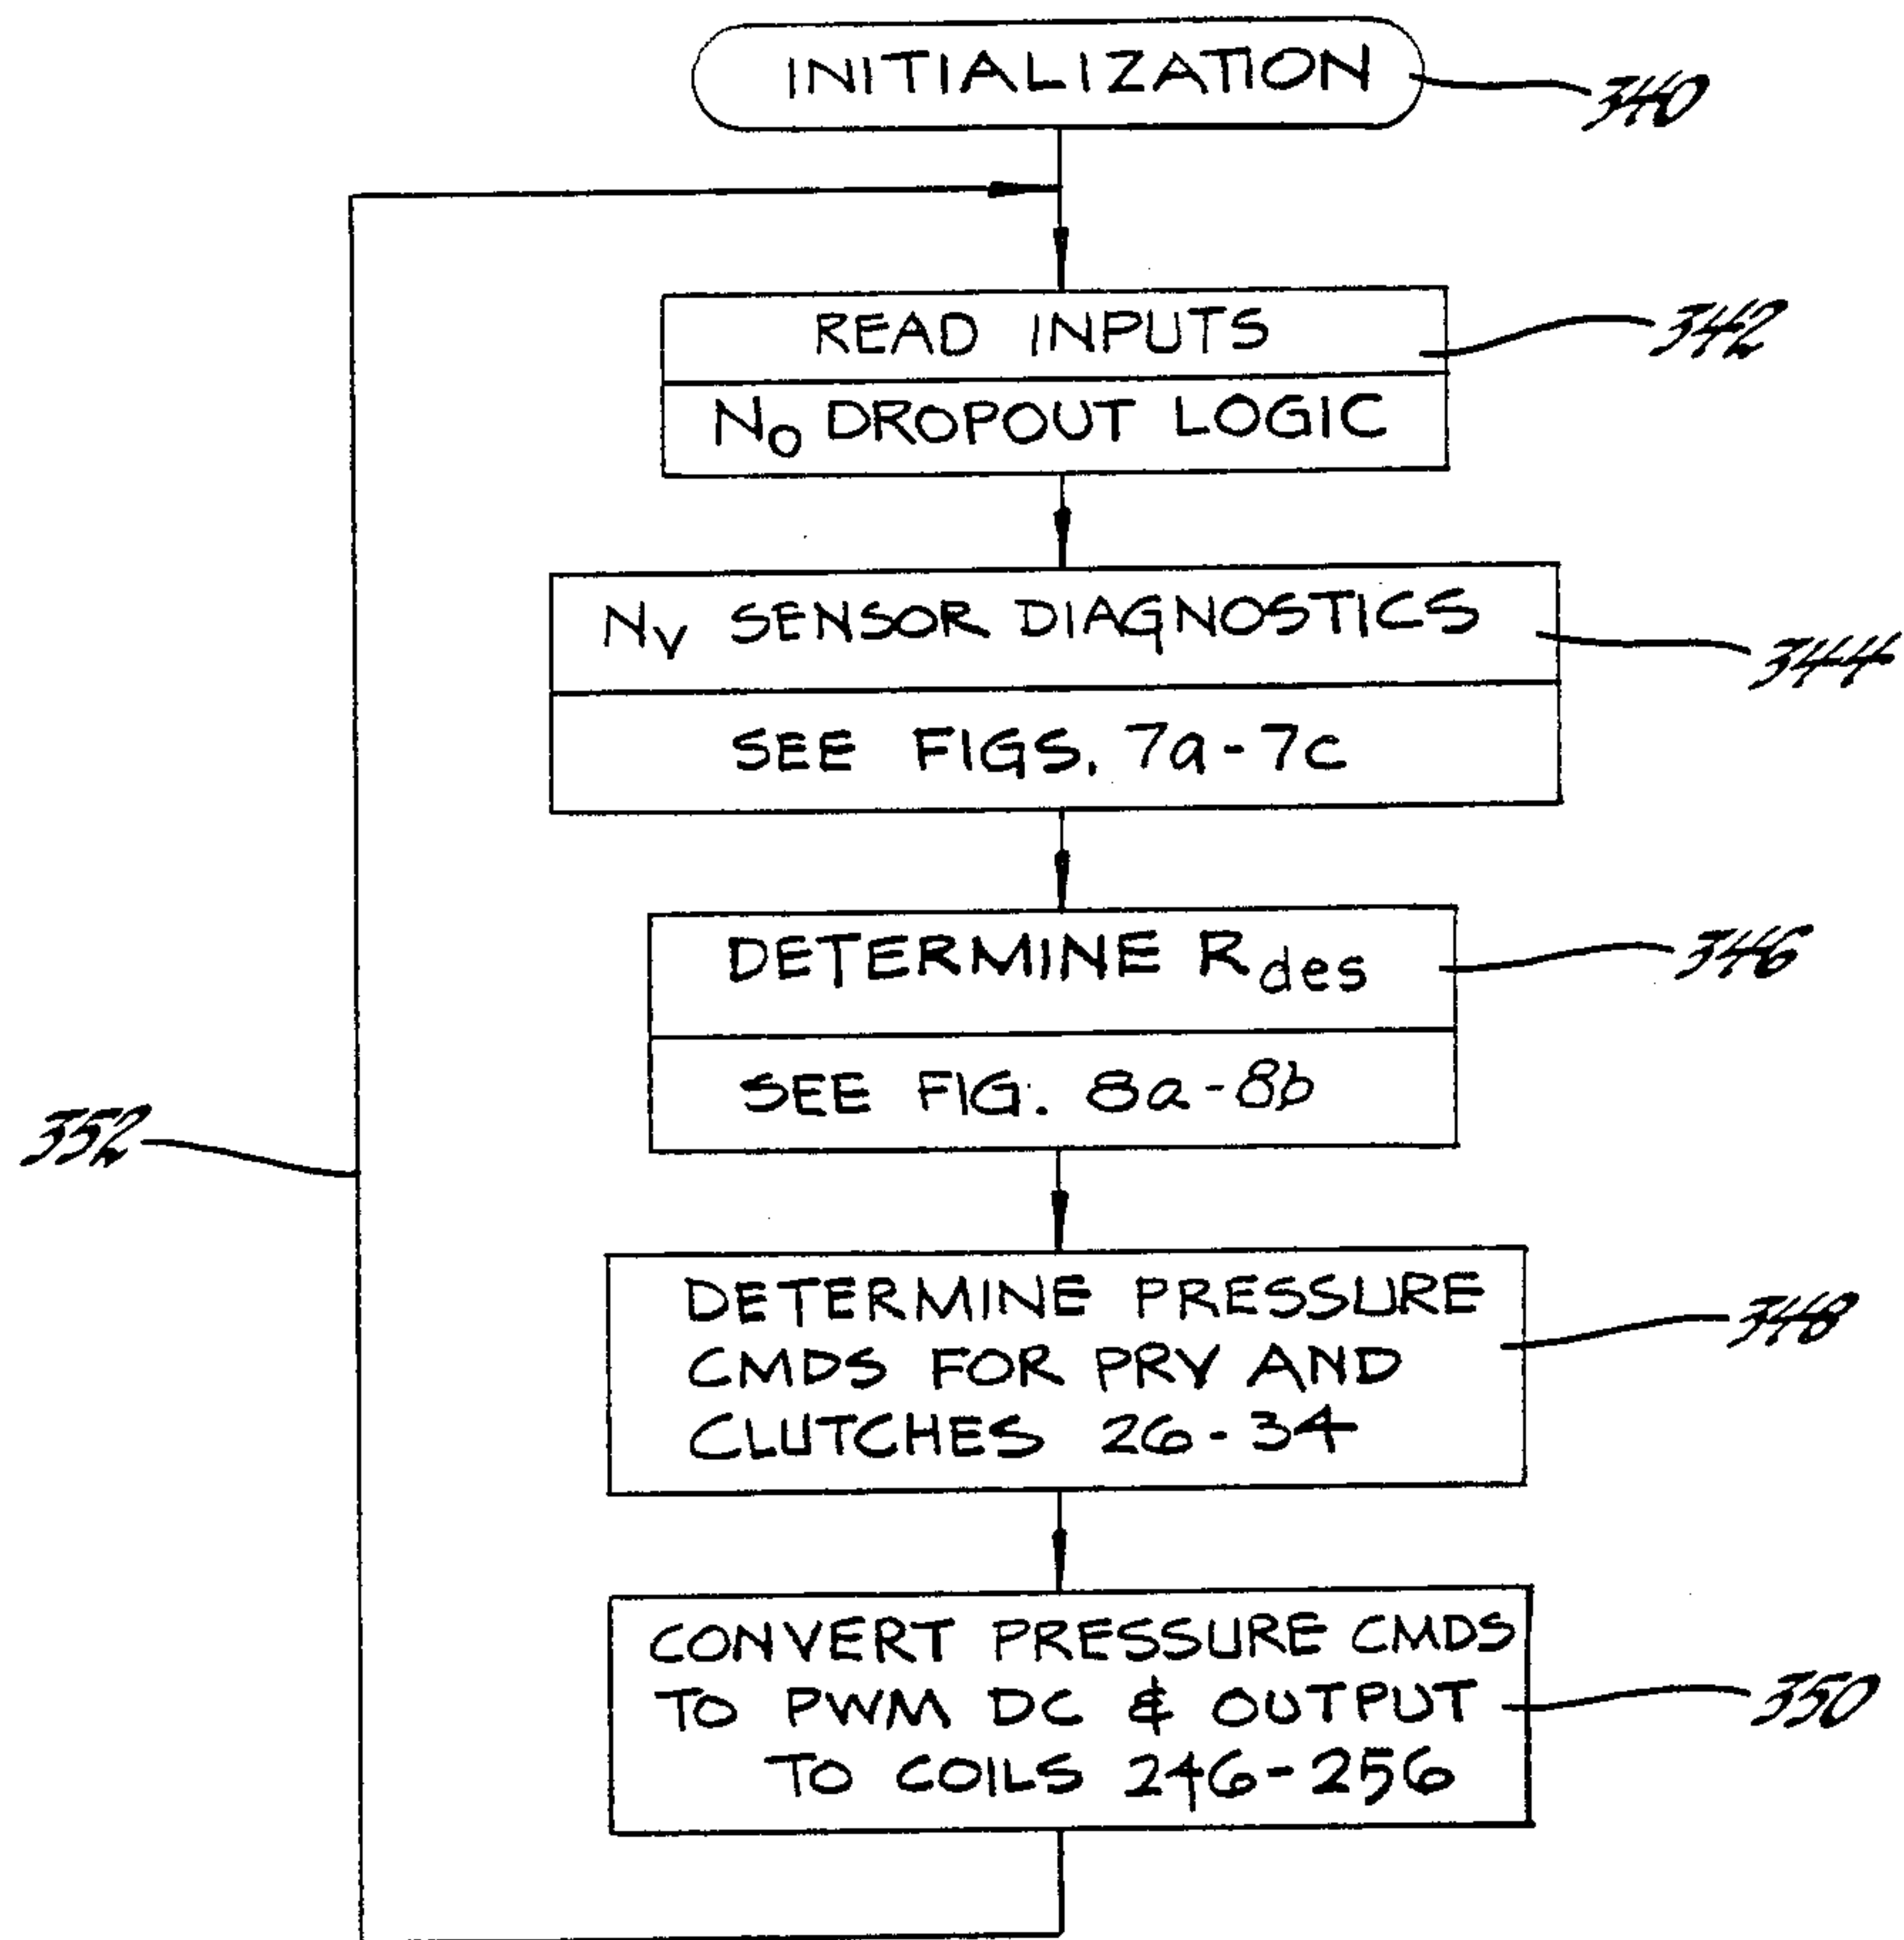 INITIALIZATION
340
READ INPUTS
342
No DROPOUT LOGIC
Nv SENSOR DIAGNOSTICS
344
SEE FIGS. 7a-7c
DETERMINE Rdes
346
SEE FIG. 8a-8b
352
DETERMINE PRESSURE
CMDS FOR PRV AND
CLUTCHES 26-34
348
CONVERT PRESSURE CMDS
TO PWM DC & OUTPUT
TO COILS 246-256
350